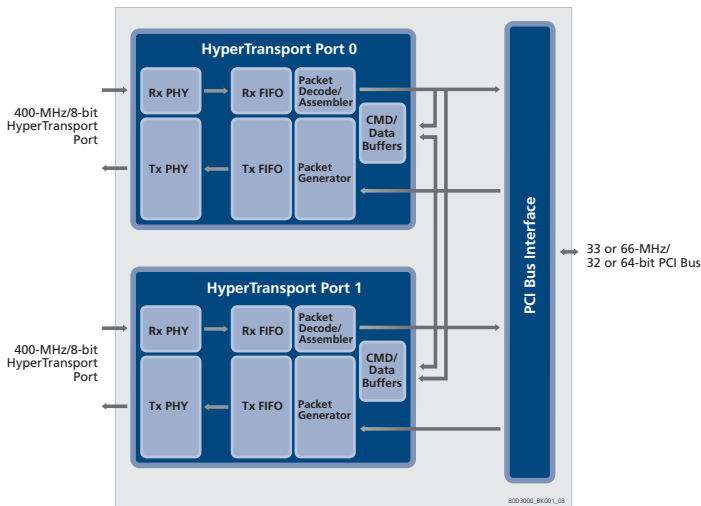 HyperTransport Port 0
Rx PHY
Rx FIFO
Packet
Decode/
Assembler
CMD/
Data
Buffers
400-MHz/8-bit
HyperTransport
Port
Tx PHY
Tx FIFO
Packet
Generator
PCI Bus Interface
33 or 66-MHz/
32 or 64-bit PCI Bus
HyperTransport Port 1
Rx PHY
Rx FIFO
Packet
Decode/
Assembler
CMD/
Data
Buffers
400-MHz/8-bit
HyperTransport
Port
Tx PHY
Tx FIFO
Packet
Generator
80D3000_BK001_03